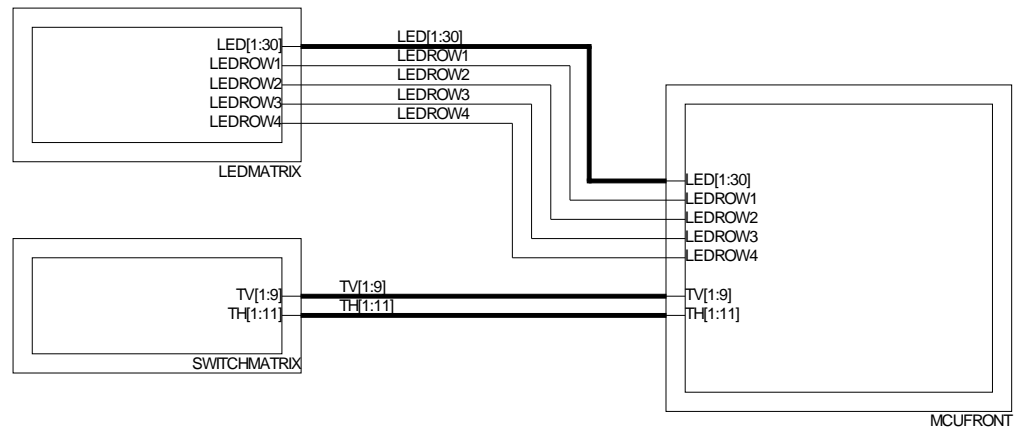 LED[1:30]
LEDROW1
LEDROW2
LEDROW3
LEDROW4
LEDMATRIX
LED[1:30]
LEDROW1
LEDROW2
LEDROW3
LEDROW4
LED[1:30]
LEDROW1
LEDROW2
LEDROW3
LEDROW4
TV[1:9]
TH[1:11]
SWITCHMATRIX
TV[1:9]
TH[1:11]
TV[1:9]
TH[1:11]
MCUFRONT